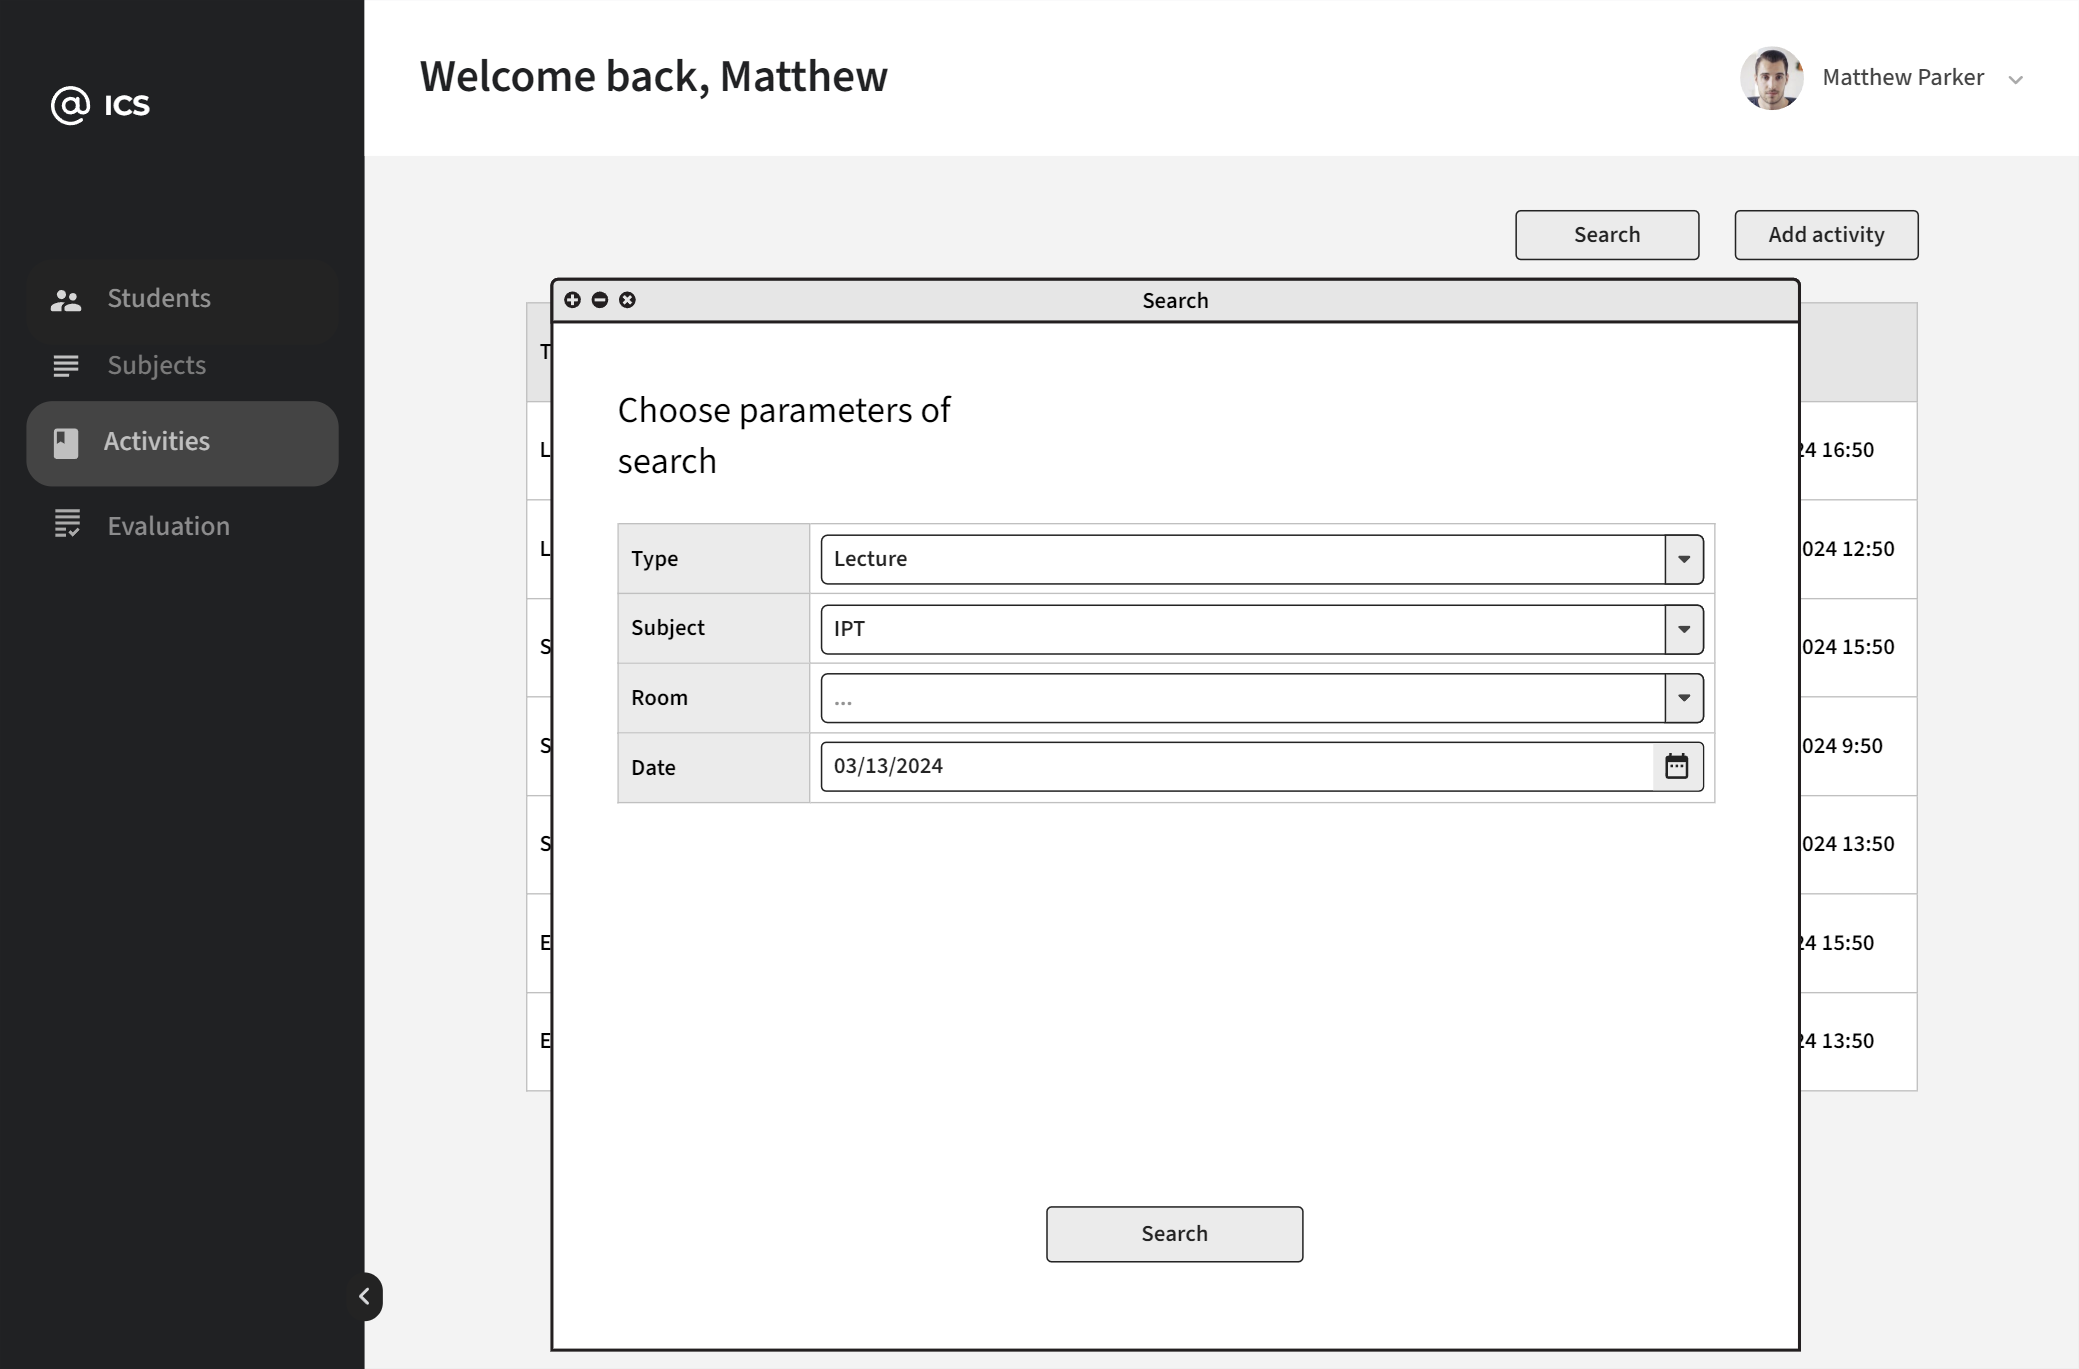 @ ICS
Students
Subjects
Activities
Evaluation
Welcome back, Matthew
Matthew Parker
Search
Add activity
Search
Choose parameters of
search
Type
Lecture
Subject
IPT
Room
...
Date
03/13/2024
Search
T
L
24 16:50
L
024 12:50
S
024 15:50
S
024 9:50
S
024 13:50
E
24 15:50
E
24 13:50